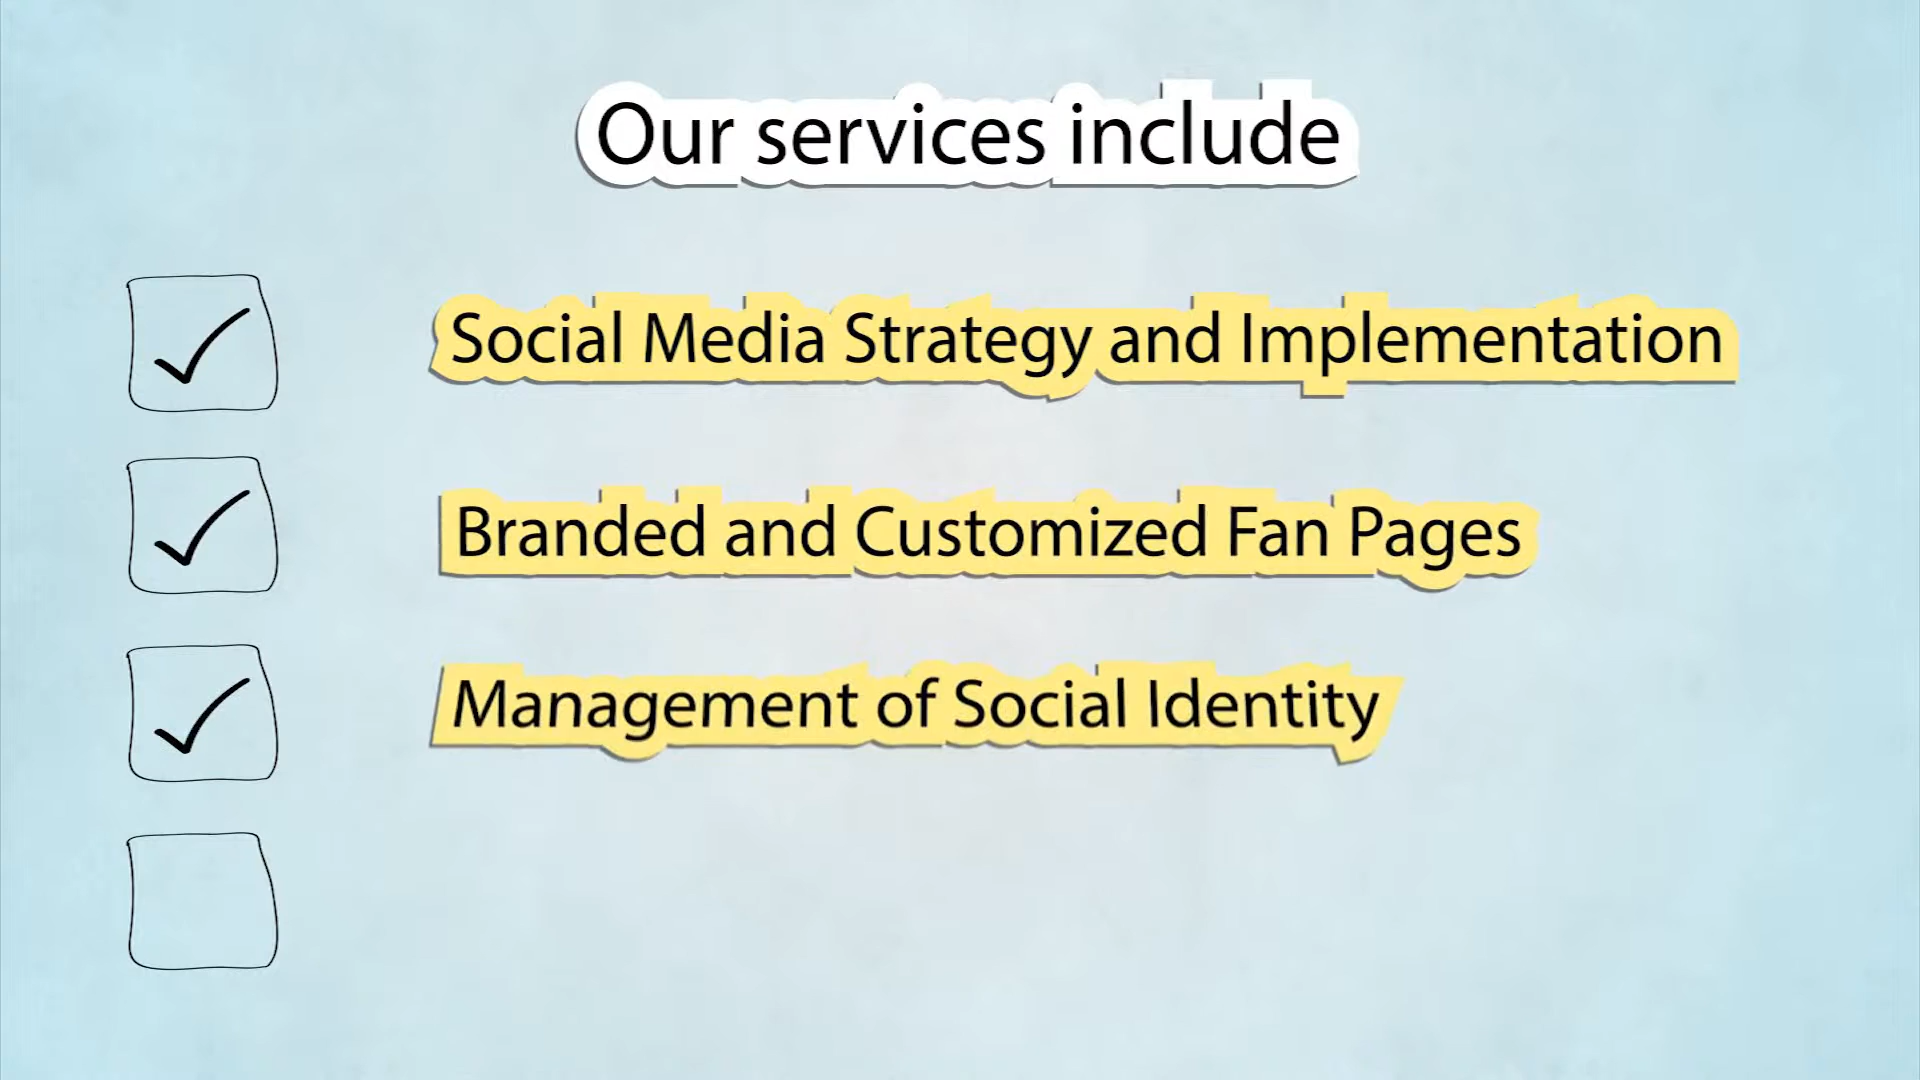 Our services include
Social Media Strategy and Implementation
Branded and Customized Fan Pages
Management of Social Identity